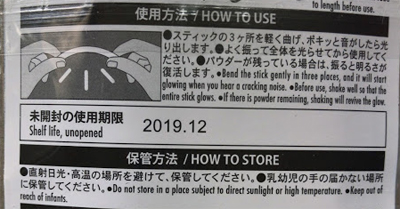 to length before use.
使用方法 / HOW TO USE
●スティックの3ヶ所を軽く曲げ、ポキッと音がしたら光
り出します。●よく振って全体を光らせてから使用してく
ださい。●パウダーが残っている場合は、振ると明るさが
復活します。●Bend the stick gently in three places, and it will start
glowing when you hear a cracking noise. ●Before use, shake well so that the
entire stick glows. ●If there is powder remaining, shaking will revive the glow.
未開封の使用期限
Shelf life, unopened
2019.12
保管方法 / HOW TO STORE
●直射日光・高温の場所を避けて、保管してください。●乳幼児の手の届かない場所
に保管してください。●Do not store in a place subject to direct sunlight or high temperature. ●Keep out of
reach of infants.